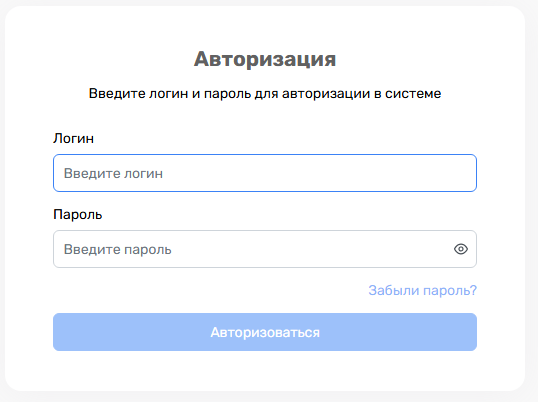 Авторизация
Введите логин и пароль для авторизации в системе
Логин
Введите логин
Пароль
Введите пароль
Забыли пароль?
Авторизоваться